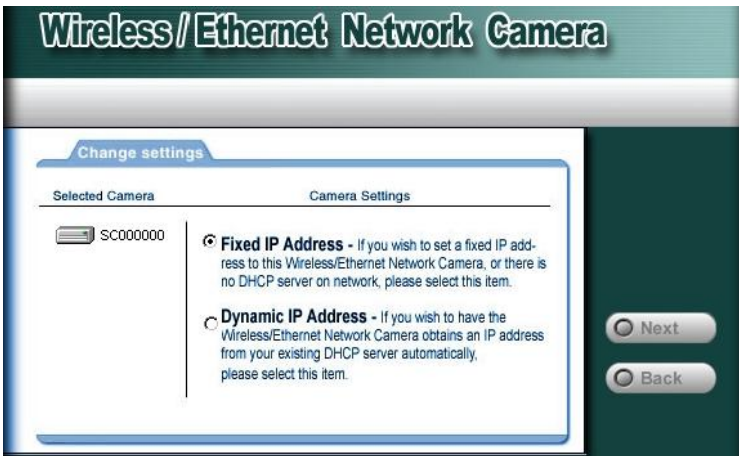 Wireless/Ethernet Network Camera
Change settings
Selected Camera
Camera Settings
SC000000
Fixed IP Address - If you wish to set a fixed IP add-
ress to this Wireless/Ethernet Network Camera, or there is
no DHCP server on network, please select this item.
Dynamic IP Address - If you wish to have the
Wireless/Ethernet Network Camera obtains an IP address
from your existing DHCP server automatically,
please select this item.
Next
Back